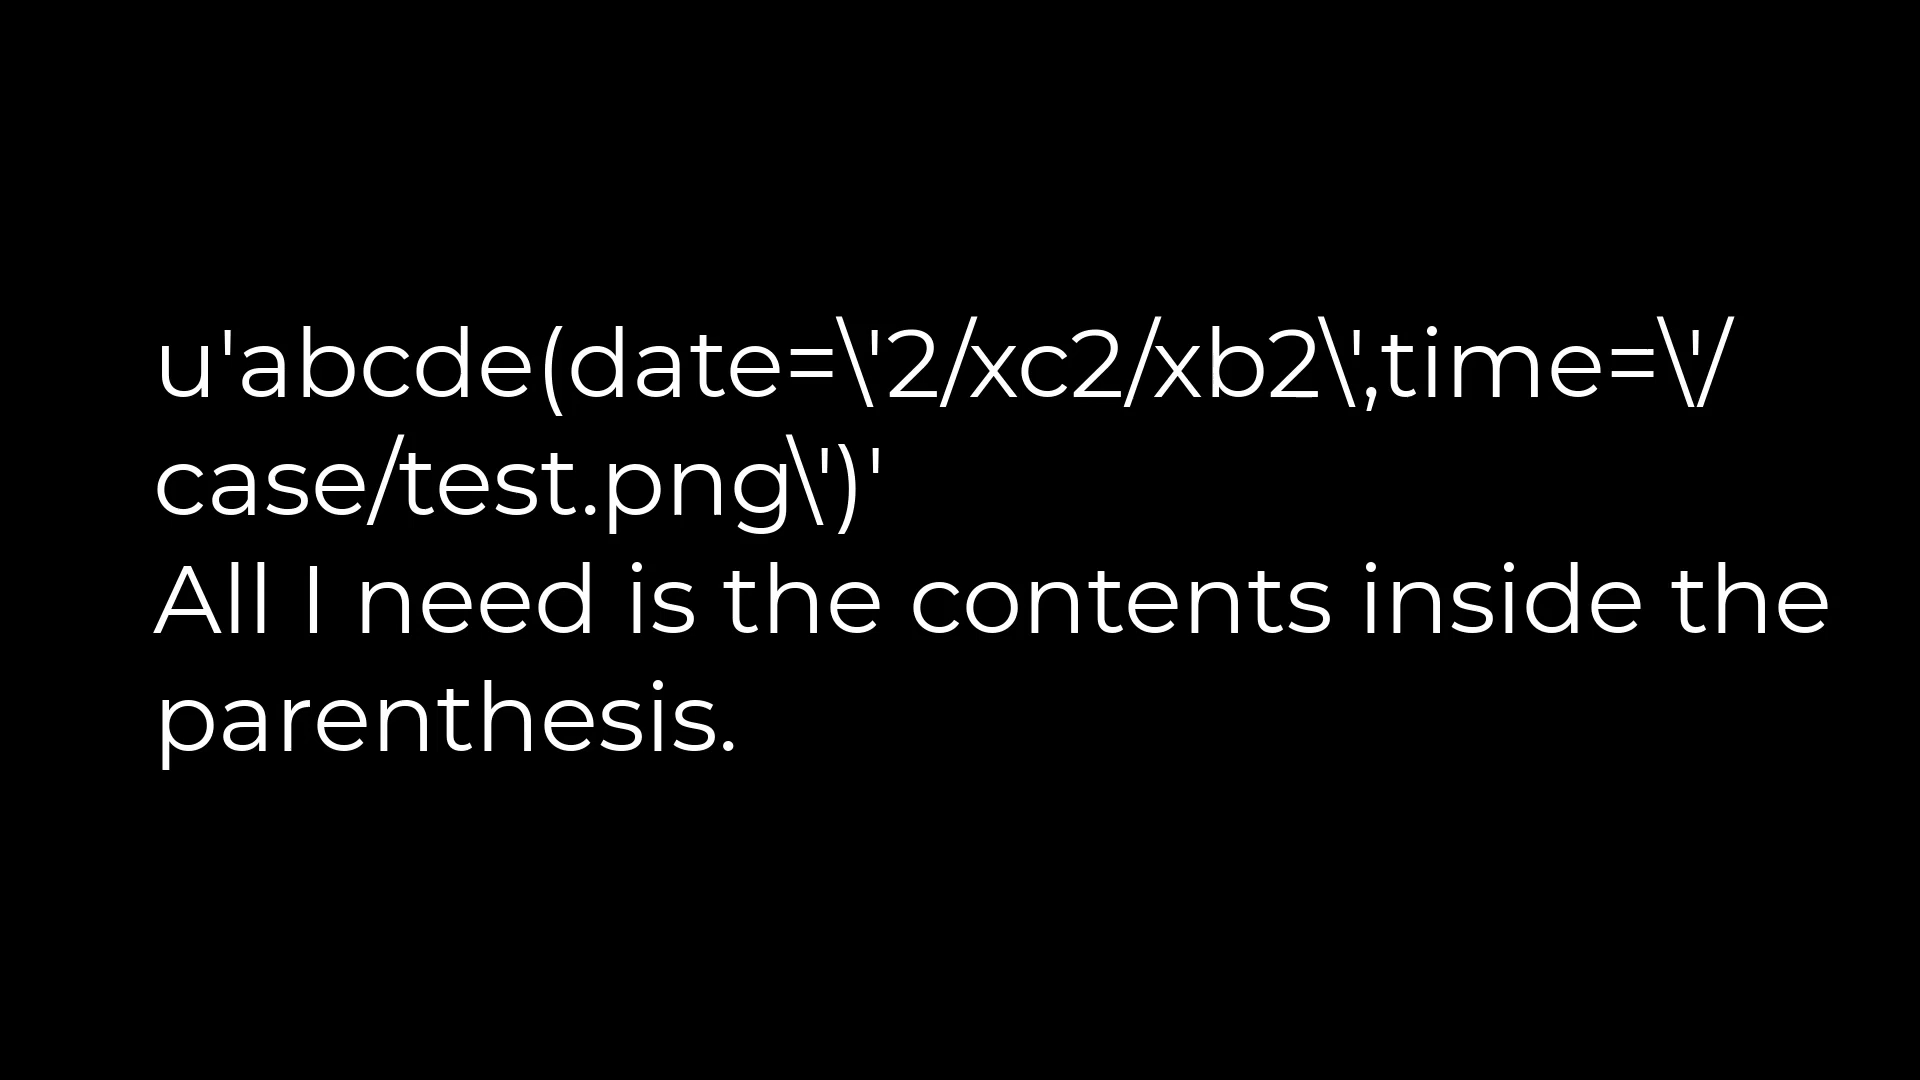 u'abcde(date=\'2/xc2/xb2\',time=\'/
case/test.png\')'
All I need is the contents inside the
parenthesis.